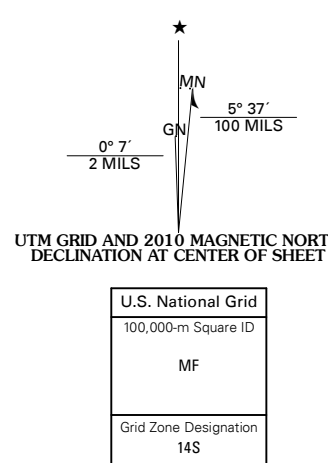 ★
MN
GN
5° 37´
100 MILS
0° 7´
2 MILS
UTM GRID AND 2010 MAGNETIC NORT
DECLINATION AT CENTER OF SHEET
U.S. National Grid
100,000-m Square ID
MF
Grid Zone Designation
14S